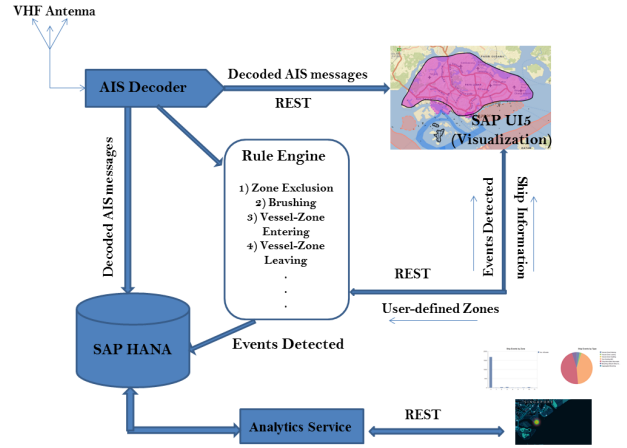 VHF Antenna
AIS Decoder
Decoded AIS messages
REST
SAP UI5
(Visualization)
Decoded AIS messages
Rule Engine
1) Zone Exclusion
2) Brushing
3) Vessel-Zone
Entering
4) Vessel-Zone
Leaving
.
.
.
Events Detected
Ship Information
REST
User-defined Zones
SAP HANA
Events Detected
Analytics Service
REST